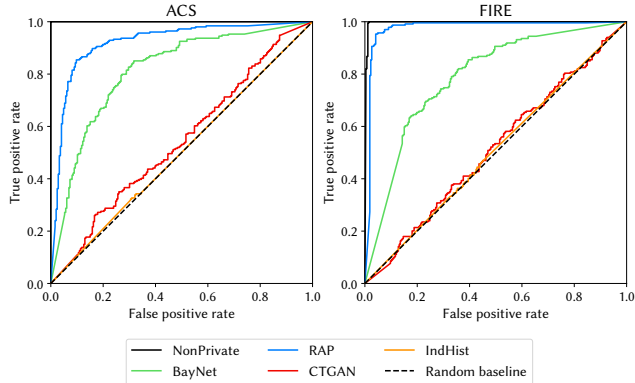 ACS
FIRE
1.0
0.8
0.6
0.4
0.2
0.0
True positive rate
0.0 0.2 0.4 0.6 0.8 1.0
False positive rate
1.0
0.8
0.6
0.4
0.2
0.0
True positive rate
0.0 0.2 0.4 0.6 0.8 1.0
False positive rate
NonPrivate RAP IndHist
BayNet CTGAN Random baseline